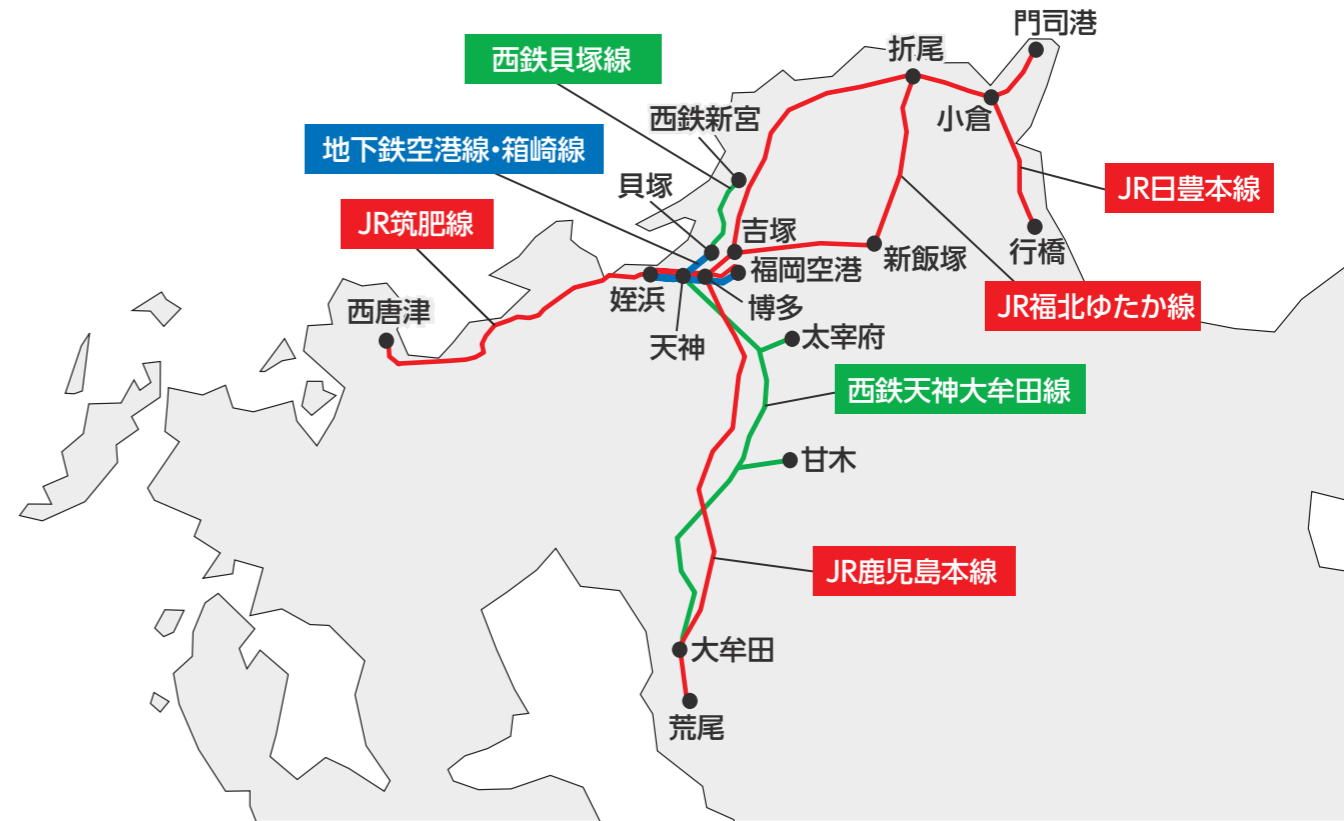 門司港
折尾
西鉄貝塚線
西鉄新宮
小倉
地下鉄空港線・箱崎線
貝塚
JR日豊本線
JR筑肥線
吉塚
新飯塚
行橋
福岡空港
姪浜
博多
JR福北ゆたか線
西唐津
天神
太宰府
西鉄天神大牟田線
甘木
JR鹿児島本線
大牟田
荒尾